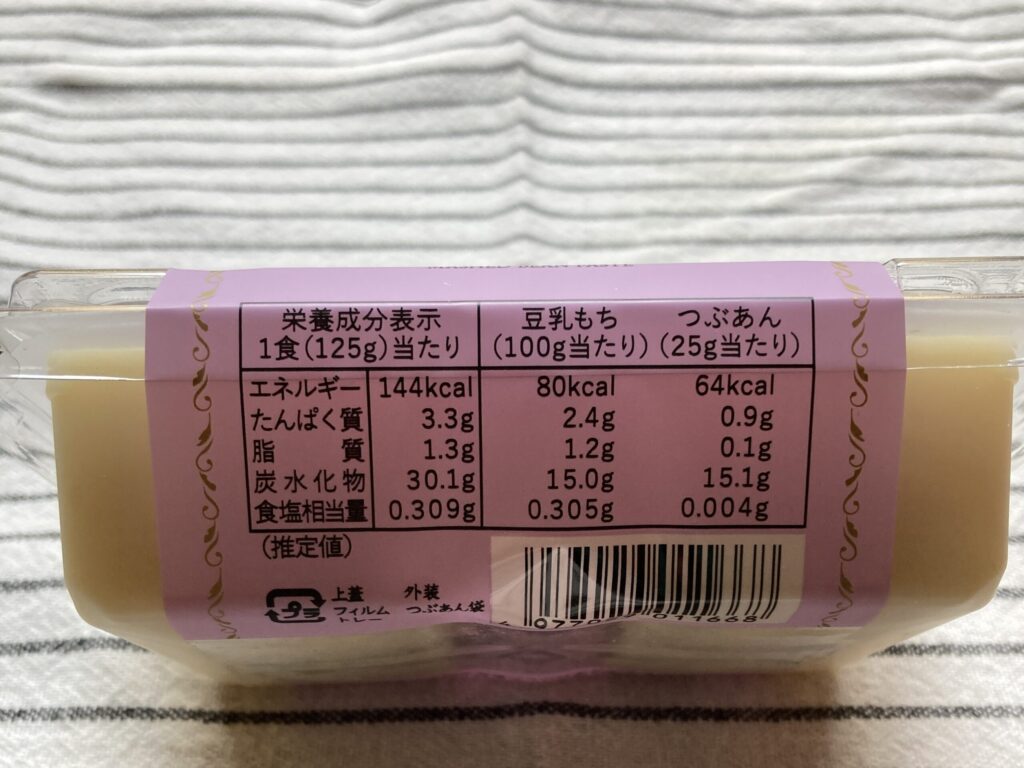 MASHED BEAN PASTE
栄養成分表示
1食(125g)当たり
豆乳もち
(100g当たり)
つぶあん
(25g当たり)
エネルギー 144kcal 80kcal 64kcal
たんぱく質 3.3g 2.4g 0.9g
脂質 1.3g 1.2g 0.1g
炭水化物 30.1g 15.0g 15.1g
食塩相当量 0.309g 0.305g 0.004g
(推定値)
プラ
上蓋
フィルム
トレー
外装
つぶあん袋